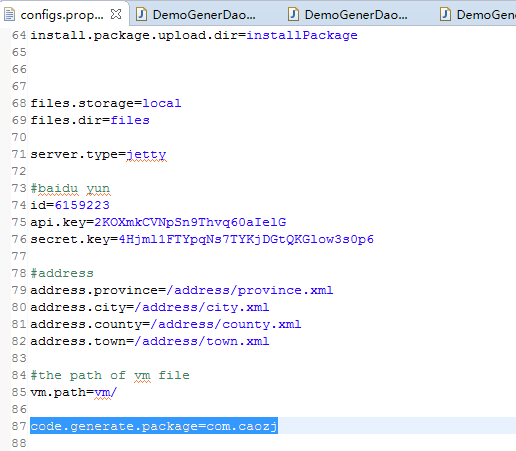 configs.prop... DemoGenerDao... DemoGenerDao... DemoGene
64 install.package.upload.dir=installPackage
65
66
67
68 files.storage=local
69 files.dir=files
70
71 server.type=jetty
72
73 #baidu yun
74 id=6159223
75 api.key=2KOXmkCVNpSn9Thvq60aIelG
76 secret.key=4Hjml1FTYpqNs7TYKjDGtQKGlow3s0p6
77
78 #address
79 address.province=/address/province.xml
80 address.city=/address/city.xml
81 address.county=/address/county.xml
82 address.town=/address/town.xml
83
84 #the path of vm file
85 vm.path=vm/
86
87 code.generate.package=com.caozj
88